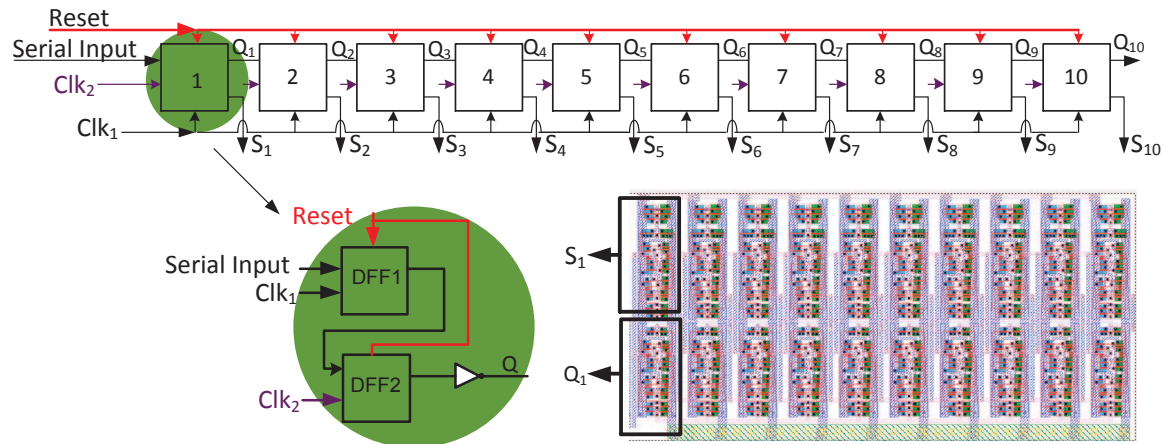 Reset
Serial Input
Clk2
Clk1
Q1 Q2 Q3 Q4 Q5 Q6 Q7 Q8 Q9 Q10
1 2 3 4 5 6 7 8 9 10
S1 S2 S3 S4 S5 S6 S7 S8 S9 S10
Reset
Serial Input
Clk1
DFF1
DFF2
Clk2
Q
S1
Q1